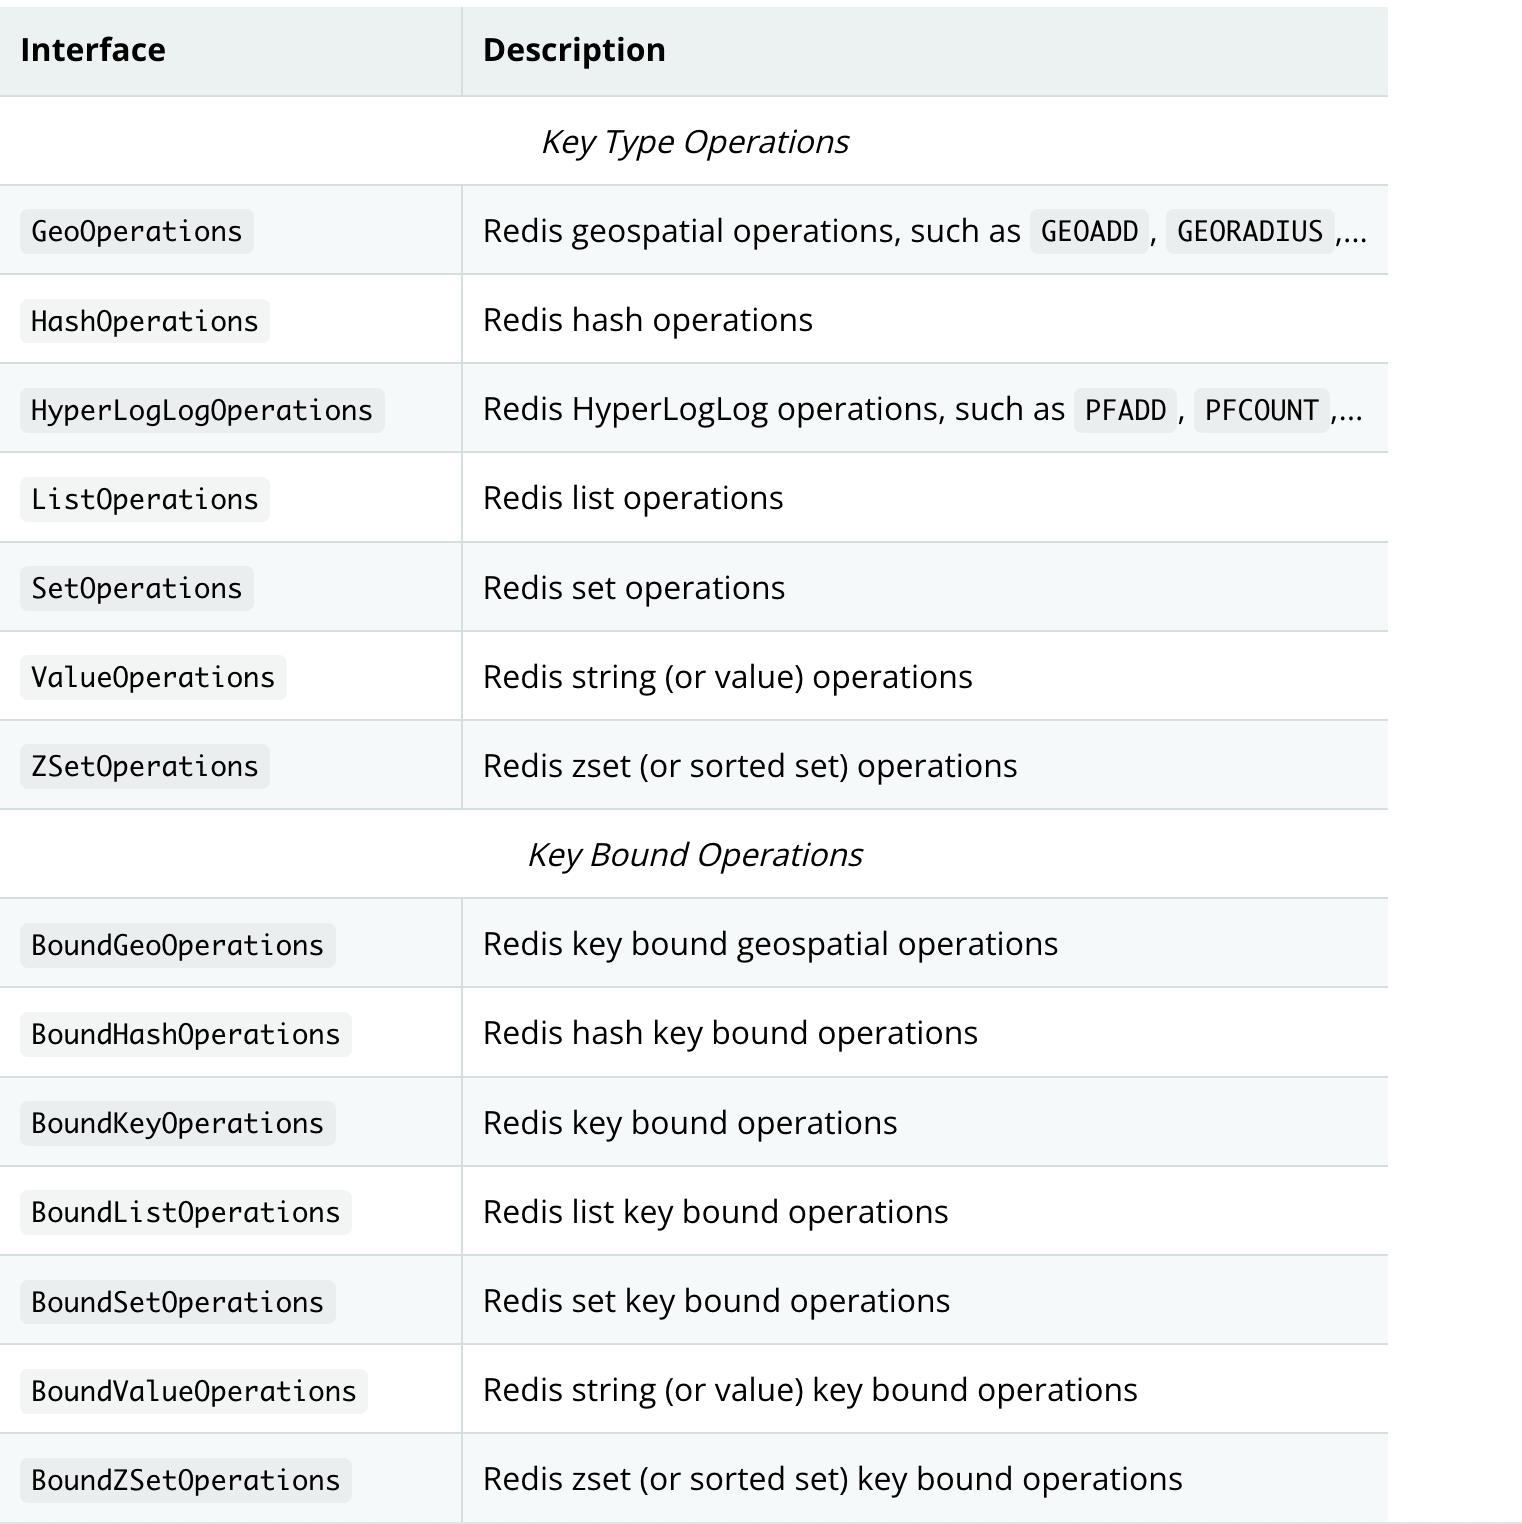 Interface Description
Key Type Operations
GeoOperations Redis geospatial operations, such as GEOADD, GEORADIUS,...
HashOperations Redis hash operations
HyperLogLogOperations Redis HyperLogLog operations, such as PFADD, PFCOUNT,...
ListOperations Redis list operations
SetOperations Redis set operations
ValueOperations Redis string (or value) operations
ZSetOperations Redis zset (or sorted set) operations
Key Bound Operations
BoundGeoOperations Redis key bound geospatial operations
BoundHashOperations Redis hash key bound operations
BoundKeyOperations Redis key bound operations
BoundListOperations Redis list key bound operations
BoundSetOperations Redis set key bound operations
BoundValueOperations Redis string (or value) key bound operations
BoundZSetOperations Redis zset (or sorted set) key bound operations